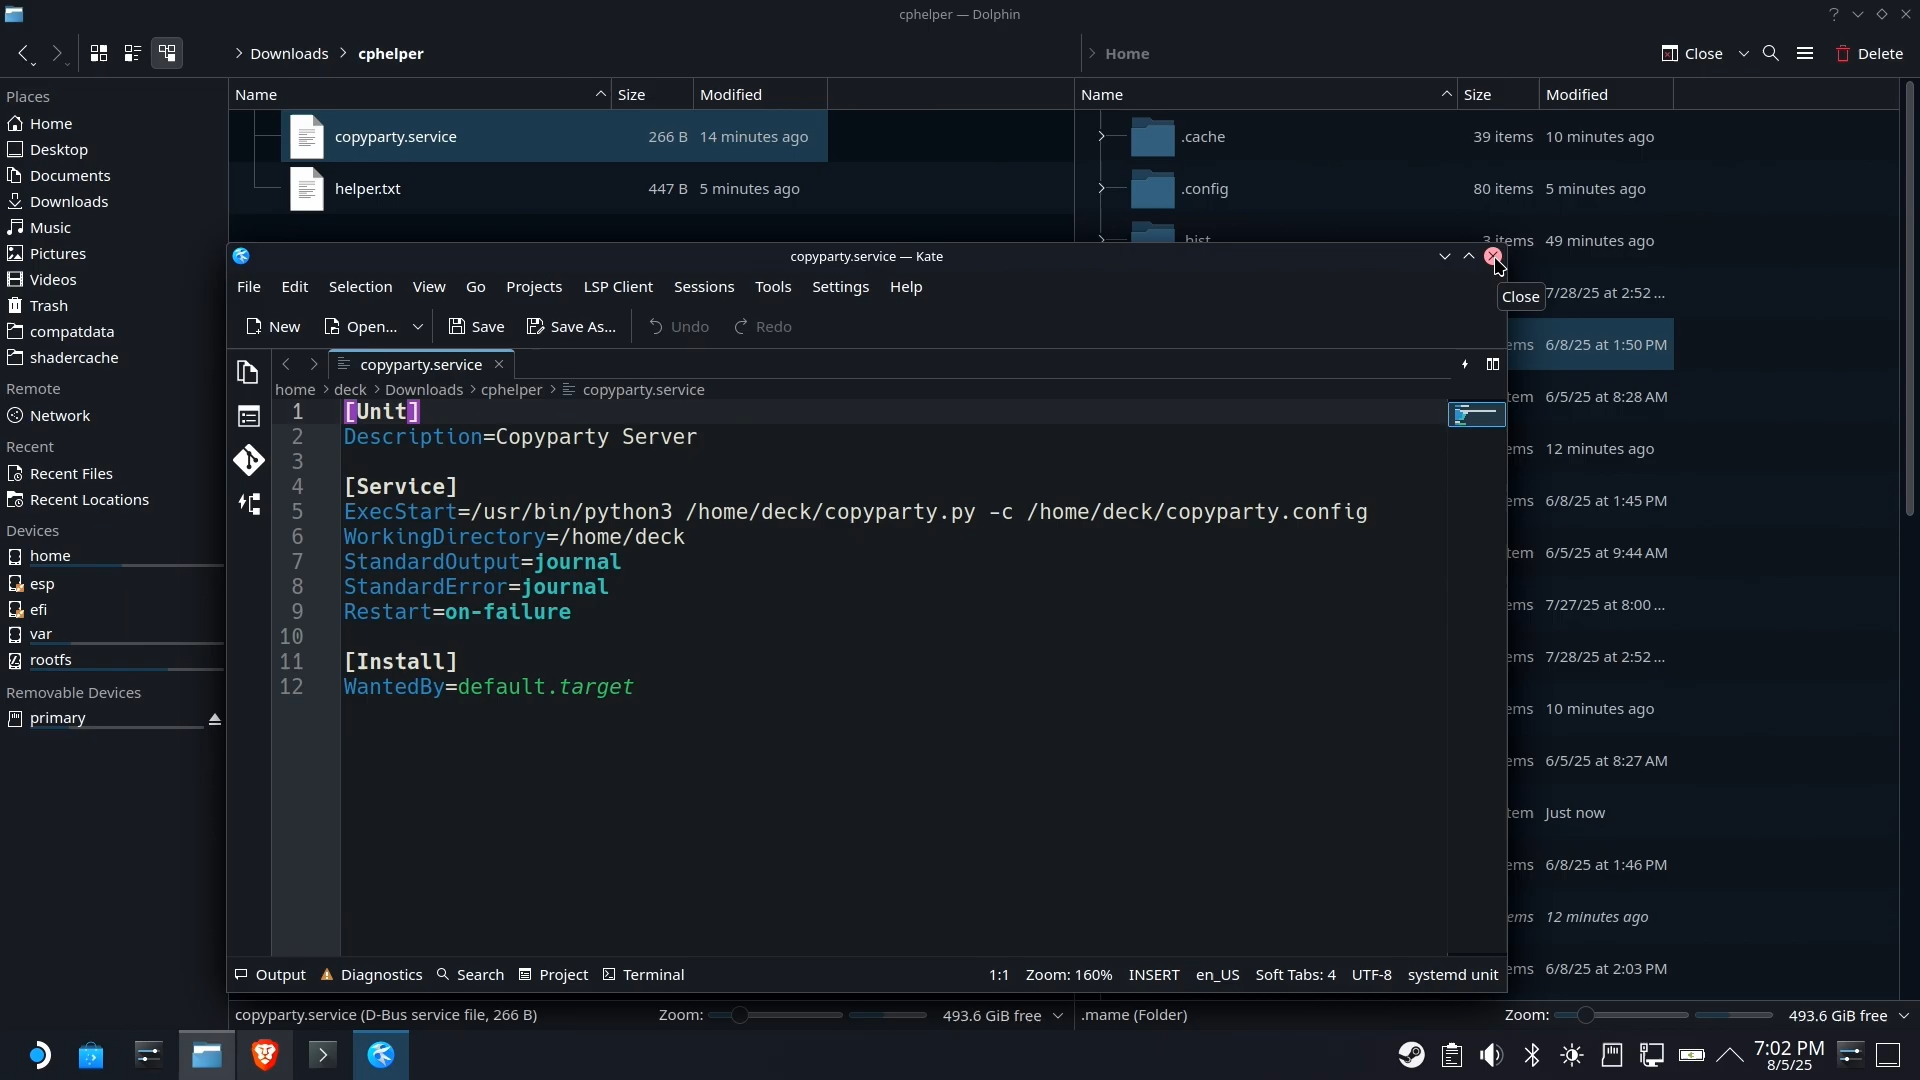 cphelper — Dolphin
Downloads > cphelper
Home
Close
Delete
Places
Home
Desktop
Documents
Downloads
Music
Pictures
Videos
Trash
compatdata
shadercache
Remote
Network
Recent
Recent Files
Recent Locations
Devices
home
esp
efi
var
rootfs
Removable Devices
primary
Name Size Modified
copyparty.service 266 B 14 minutes ago
helper.txt 447 B 5 minutes ago
Name Size Modified
.cache 39 items 10 minutes ago
.config 80 items 5 minutes ago
3 items 49 minutes ago
7/28/25 at 2:52 ...
6/8/25 at 1:50 PM
6/5/25 at 8:28 AM
12 minutes ago
6/8/25 at 1:45 PM
6/5/25 at 9:44 AM
7/27/25 at 8:00 ...
7/28/25 at 2:52 ...
10 minutes ago
6/5/25 at 8:27 AM
Just now
6/8/25 at 1:46 PM
12 minutes ago
6/8/25 at 2:03 PM
copyparty.service — Kate
Close
File Edit Selection View Go Projects LSP Client Sessions Tools Settings Help
New Open... Save Save As... Undo Redo
copyparty.service
home > deck > Downloads > cphelper > copyparty.service
1 [Unit]
2 Description=Copyparty Server
3
4 [Service]
5 ExecStart=/usr/bin/python3 /home/deck/copyparty.py -c /home/deck/copyparty.config
6 WorkingDirectory=/home/deck
7 StandardOutput=journal
8 StandardError=journal
9 Restart=on-failure
10
11 [Install]
12 WantedBy=default.target
Output Diagnostics Search Project Terminal
1:1 Zoom: 160% INSERT en_US Soft Tabs: 4 UTF-8 systemd unit
copyparty.service (D-Bus service file, 266 B) Zoom: 493.6 GiB free
.mame (Folder) Zoom: 493.6 GiB free
7:02 PM
8/5/25